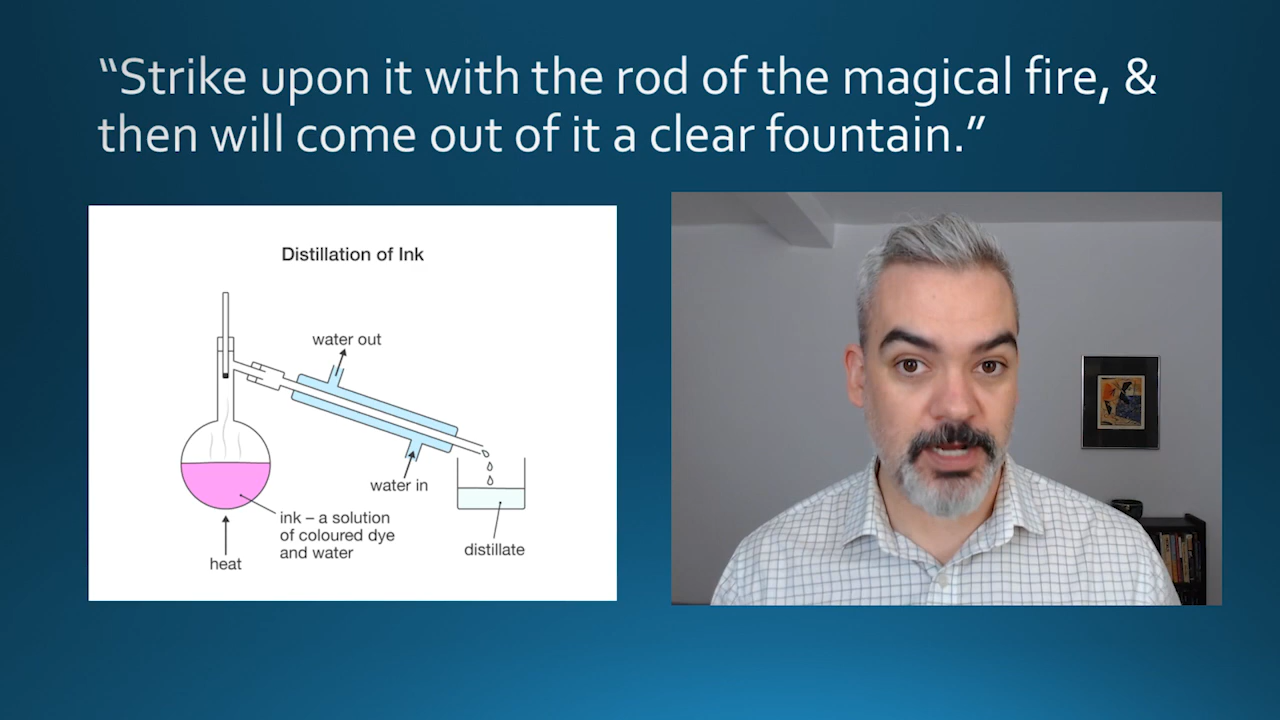 “Strike upon it with the rod of the magical fire, &
then will come out of it a clear fountain.”
Distillation of Ink
water out
water in
ink – a solution
of coloured dye
and water
heat
distillate